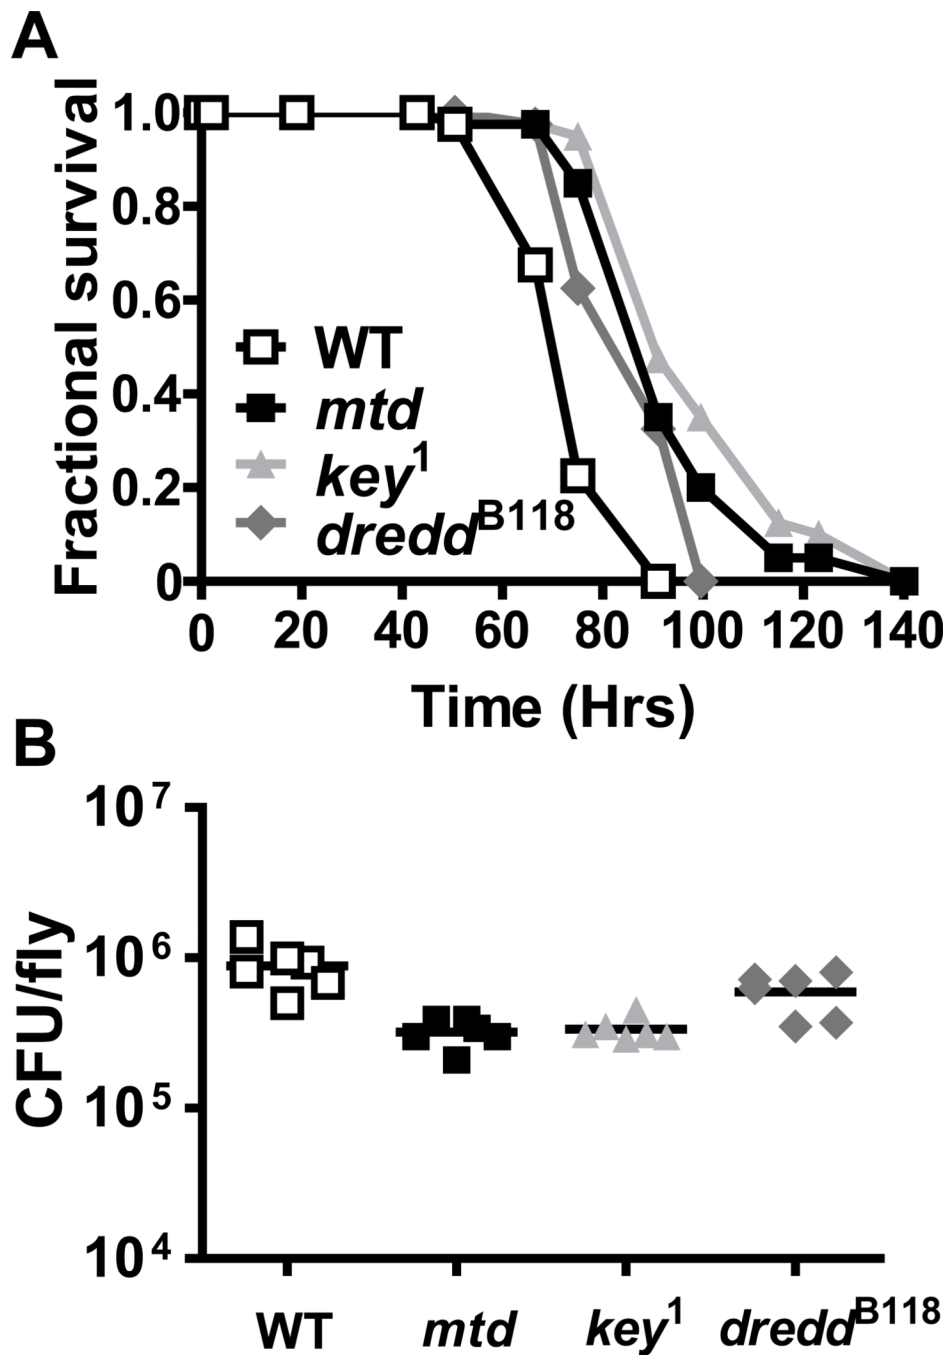 A
Fractional survival
1.0
0.8
0.6
0.4
0.2
0
WT
mtd
key¹
dreddᴮ¹¹⁸
0 20 40 60 80 100 120 140
Time (Hrs)
B
CFU/fly
10⁷
10⁶
10⁵
10⁴
WT mtd key¹ dreddᴮ¹¹⁸